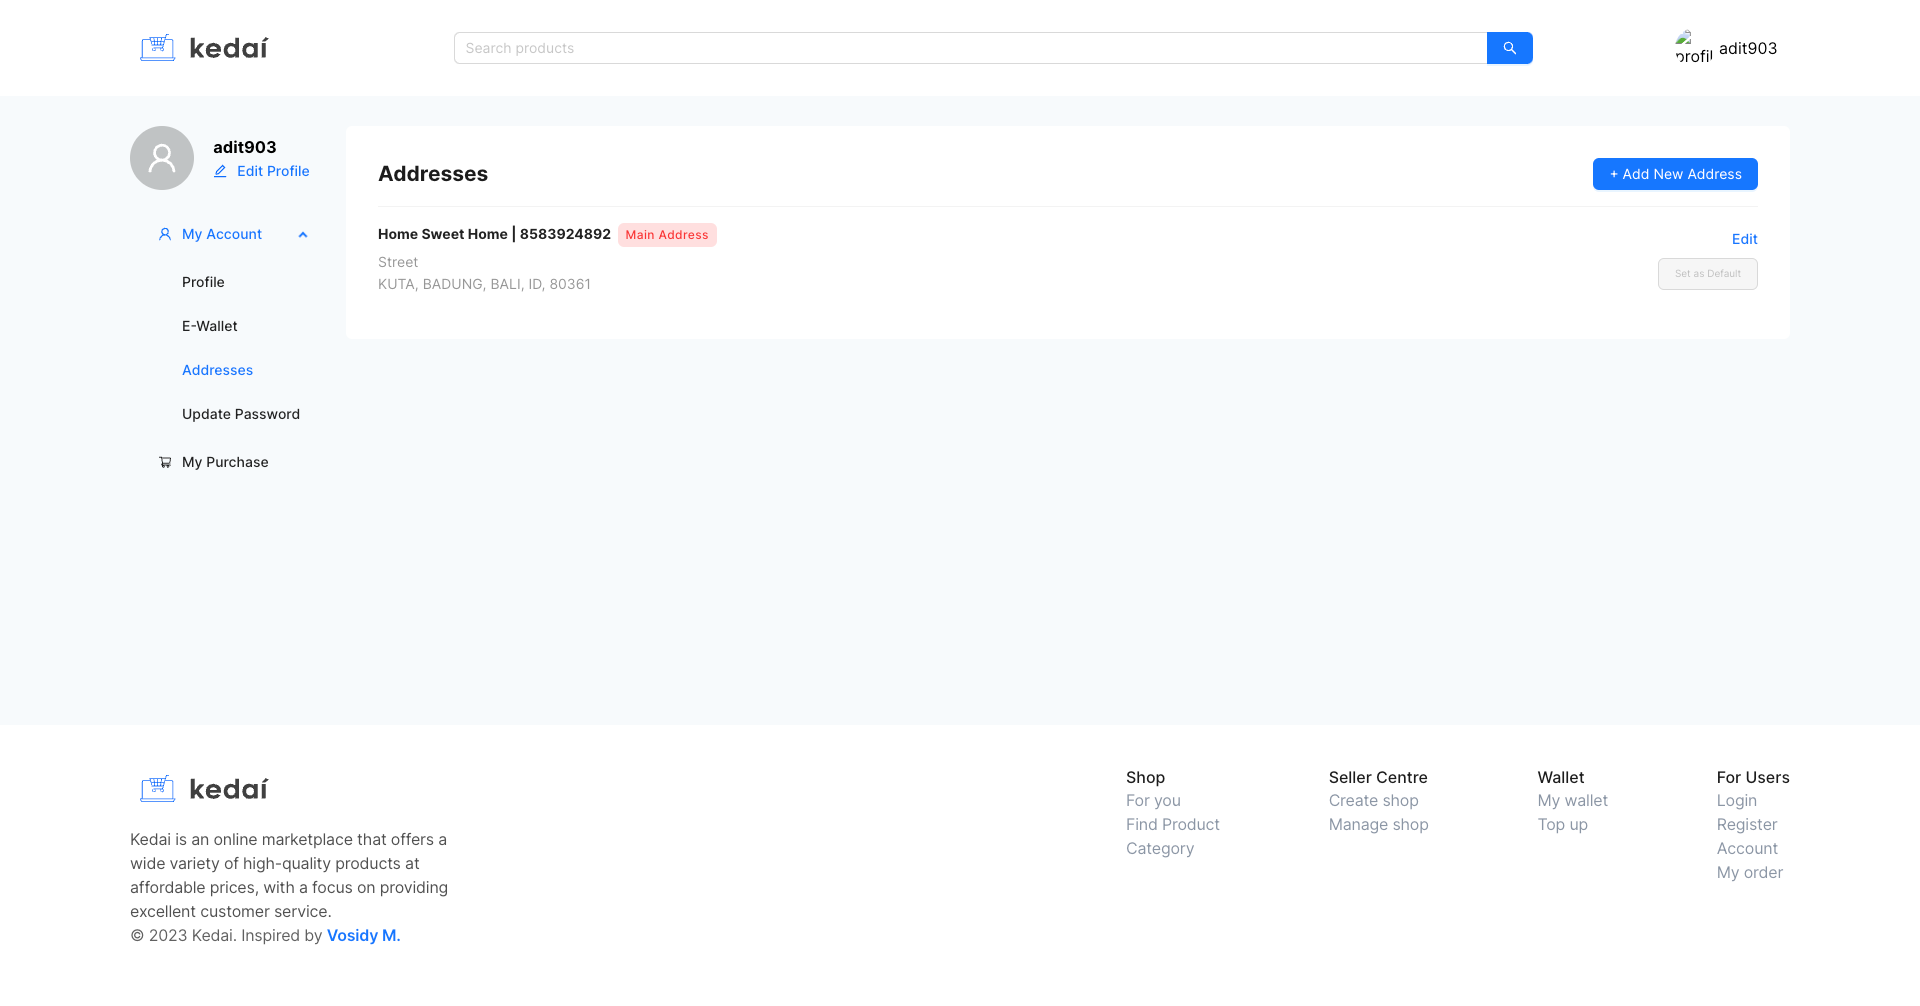 kedaí
Search products
profil
adit903
adit903
Edit Profile
My Account
Profile
E-Wallet
Addresses
Update Password
My Purchase
Addresses
+ Add New Address
Home Sweet Home | 8583924892
Main Address
Edit
Street
KUTA, BADUNG, BALI, ID, 80361
Set as Default
kedaí
Kedai is an online marketplace that offers a
wide variety of high-quality products at
affordable prices, with a focus on providing
excellent customer service.
© 2023 Kedai. Inspired by Vosidy M.
Shop
For you
Find Product
Category
Seller Centre
Create shop
Manage shop
Wallet
My wallet
Top up
For Users
Login
Register
Account
My order